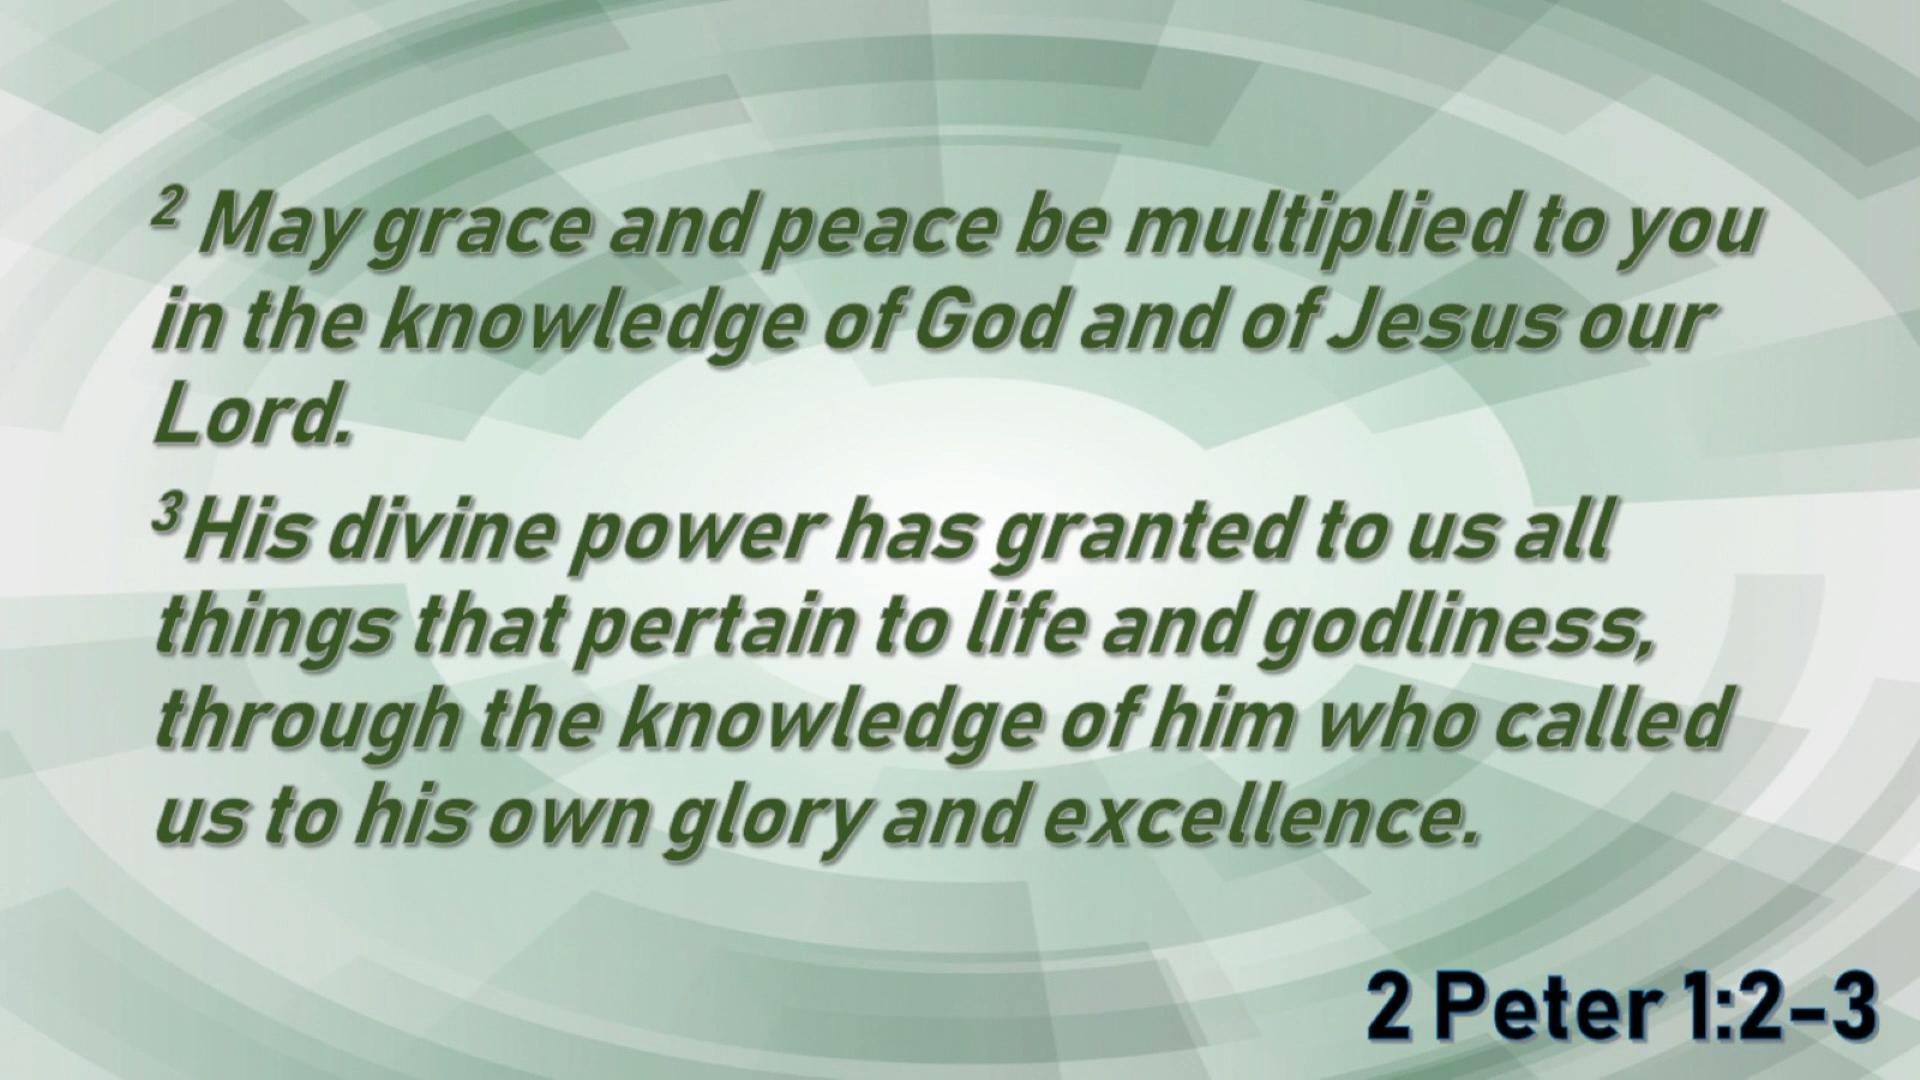 2 May grace and peace be multiplied to you
in the knowledge of God and of Jesus our
Lord.
3 His divine power has granted to us all
things that pertain to life and godliness,
through the knowledge of him who called
us to his own glory and excellence.
2 Peter 1:2-3